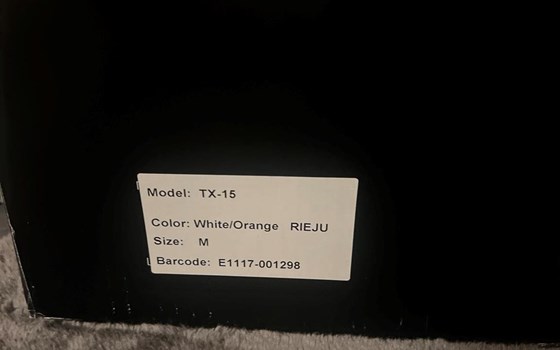 Model: TX-15
Color: White/Orange RIEJU
Size: M
Barcode: E1117-001298